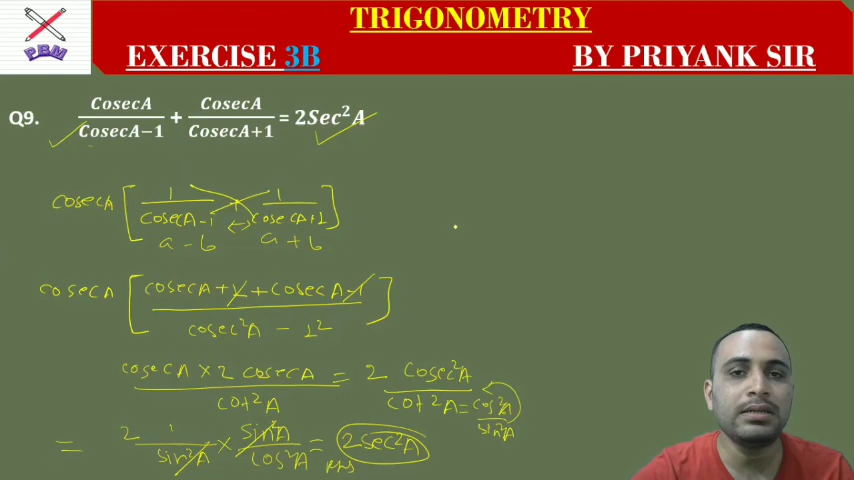 TRIGONOMETRY
PBM
EXERCISE 3B BY PRIYANK SIR
Q9. CosecA/(CosecA−1) + CosecA/(CosecA+1) = 2Sec²A
cosecA [ 1/(cosecA−1) + 1/(cosecA+1) ]
a − b a + b
cosecA [ (cosecA + 1 + cosecA − 1)/(cosec²A − 1²) ]
(cosecA × 2 cosecA)/cot²A = 2 cosec²A/cot²A = cos²A/sin²A
= 2 1/sin²A × sin²A/cos²A = 2sec²A
RHS